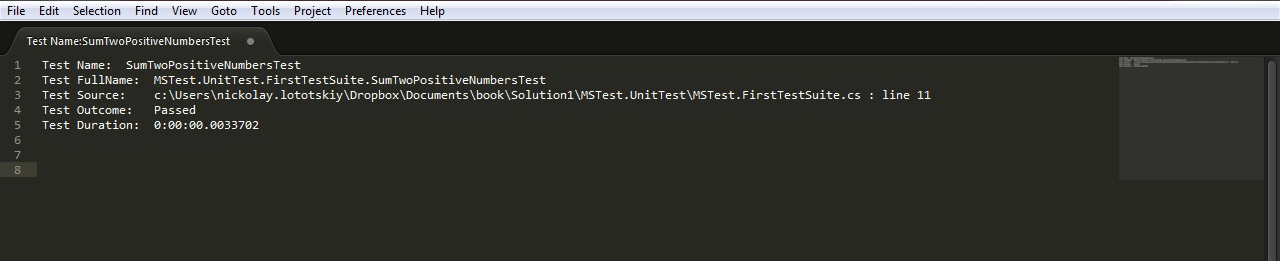 File Edit Selection Find View Goto Tools Project Preferences Help
Test Name:SumTwoPositiveNumbersTest
1 Test Name: SumTwoPositiveNumbersTest
2 Test FullName: MSTest.UnitTest.FirstTestSuite.SumTwoPositiveNumbersTest
3 Test Source: c:\Users\nickolay.lototskiy\Dropbox\Documents\book\Solution1\MSTest.UnitTest\MSTest.FirstTestSuite.cs : line 11
4 Test Outcome: Passed
5 Test Duration: 0:00:00.0033702
6
7
8